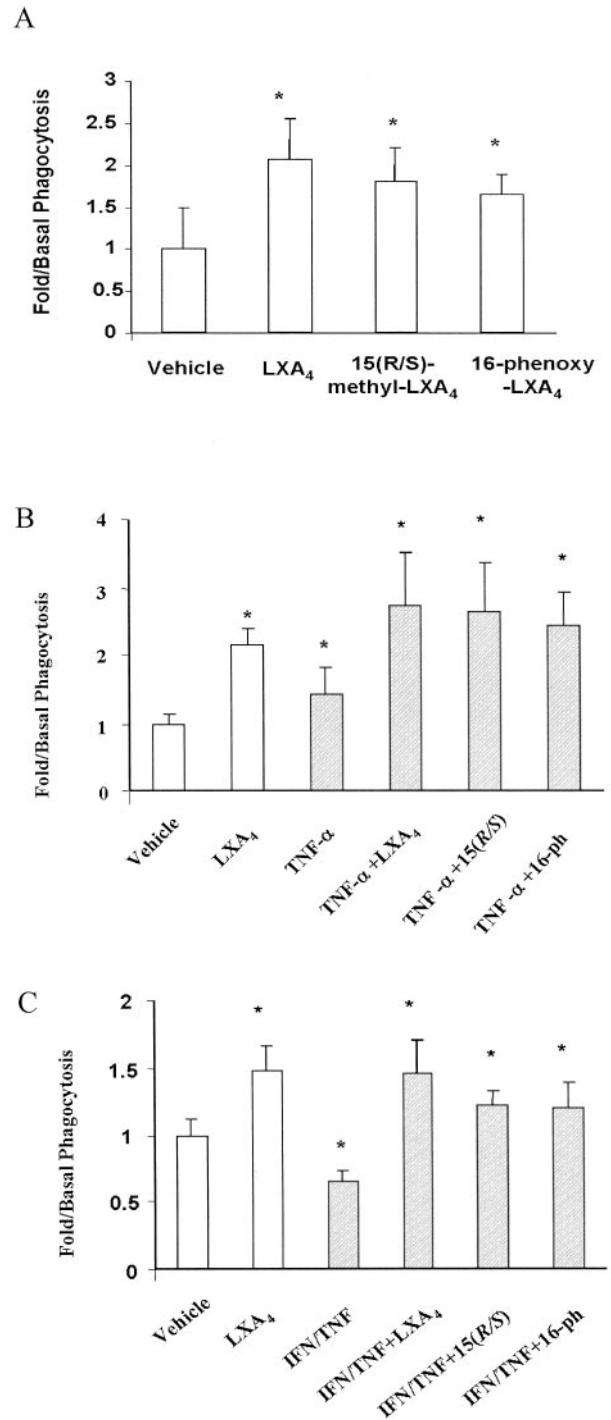 A
Fold/Basal Phagocytosis
3
2.5
2
1.5
1
0.5
0
*
*
*
Vehicle
LXA₄
15(R/S)-
methyl-LXA₄
16-phenoxy
-LXA₄
B
Fold/Basal Phagocytosis
4
3
2
1
0
*
*
*
*
*
Vehicle
LXA₄
TNF-α
TNF-α +LXA₄
TNF -α +15(R/S)
TNF -α +16-ph
C
Fold/Basal Phagocytosis
2
1.5
1
0.5
0
*
*
*
*
*
Vehicle
LXA₄
IFN/TNF
IFN/TNF+LXA₄
IFN/TNF+15(R/S)
IFN/TNF+16-ph